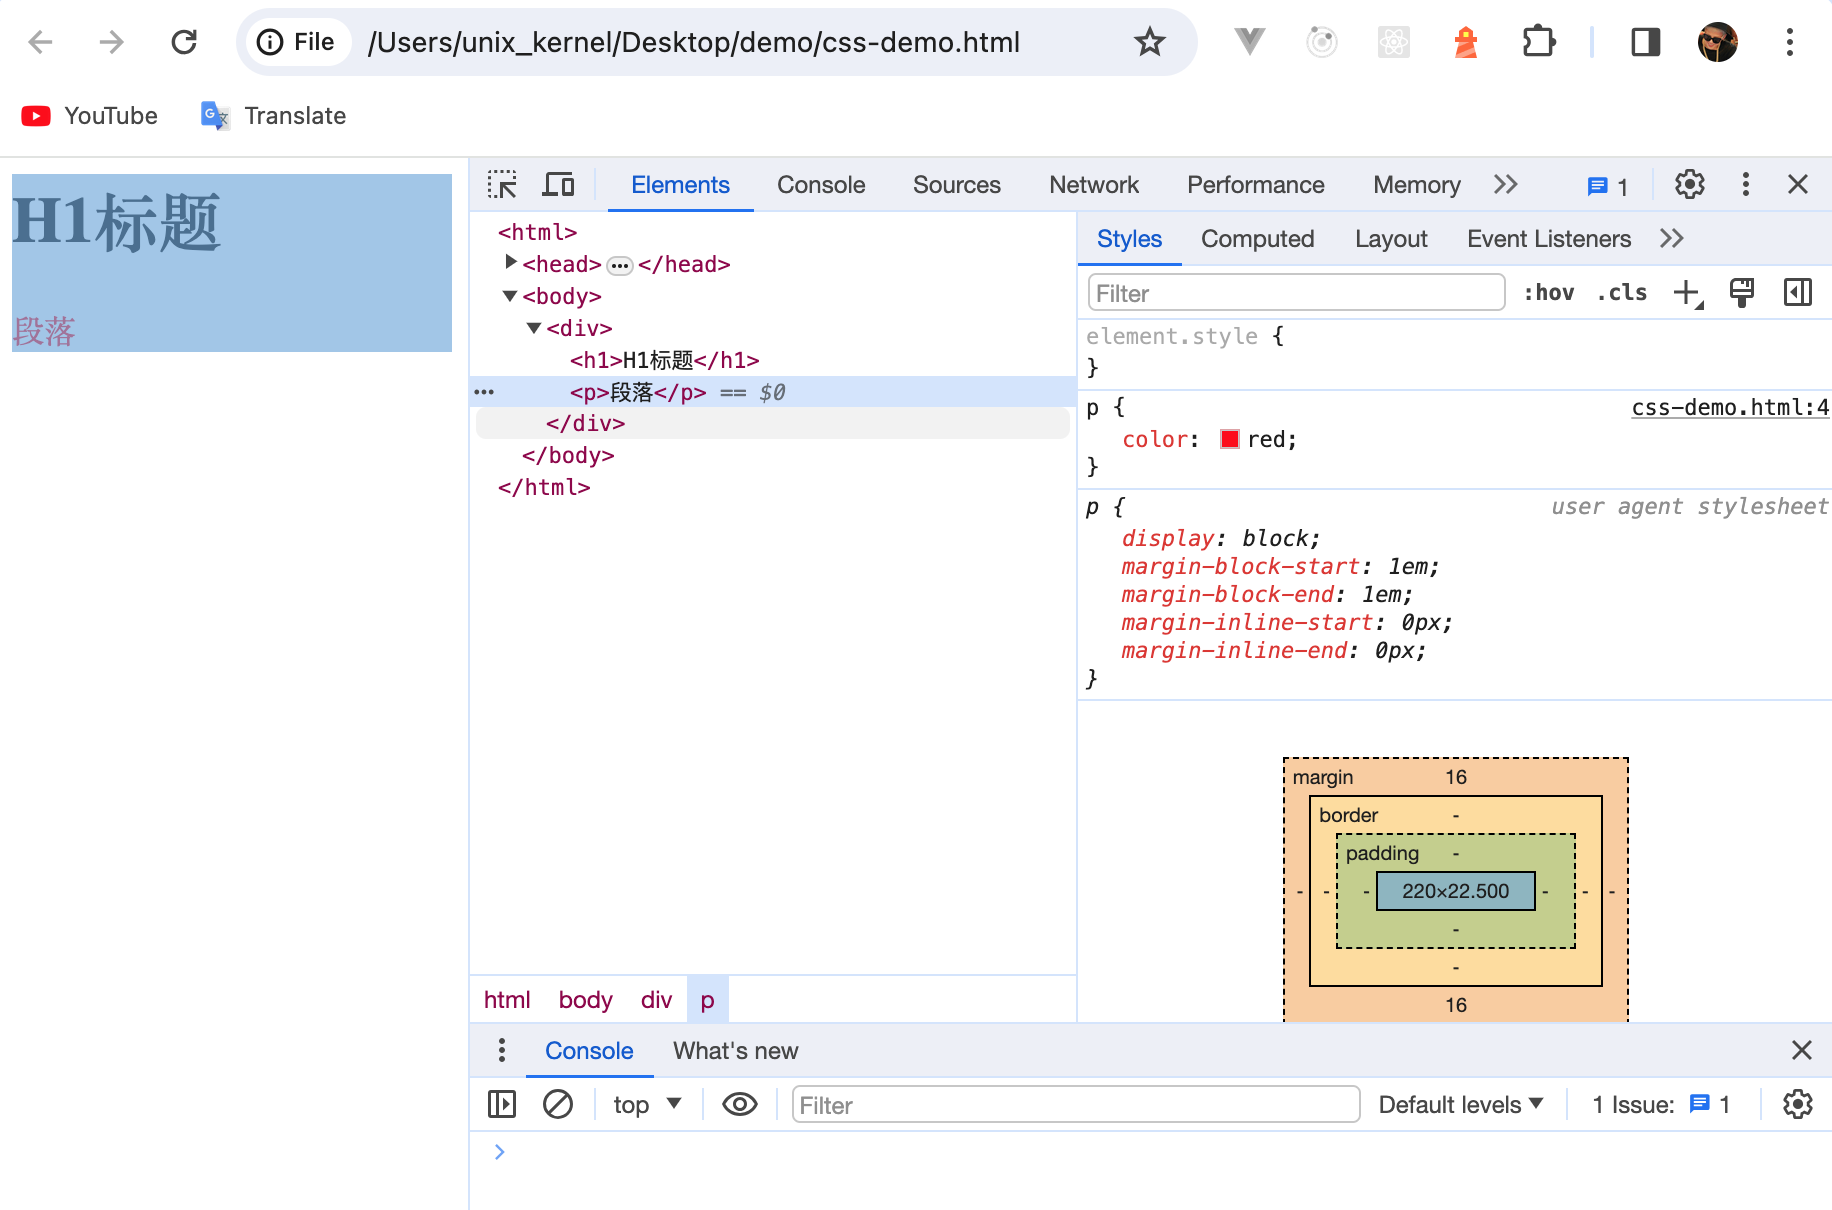 File /Users/unix_kernel/Desktop/demo/css-demo.html
YouTube Translate
H1标题
段落
Elements Console Sources Network Performance Memory 1
<html>
<head> </head>
<body>
<div>
<h1>H1标题</h1>
<p>段落</p> == $0
</div>
</body>
</html>
html body div p
Styles Computed Layout Event Listeners
Filter :hov .cls
element.style {
}
p { css-demo.html:4
color: red;
}
p { user agent stylesheet
display: block;
margin-block-start: 1em;
margin-block-end: 1em;
margin-inline-start: 0px;
margin-inline-end: 0px;
}
margin 16
border -
padding -
- - - 220×22.500 - - -
-
-
16
Console What's new
top Filter Default levels 1 Issue: 1